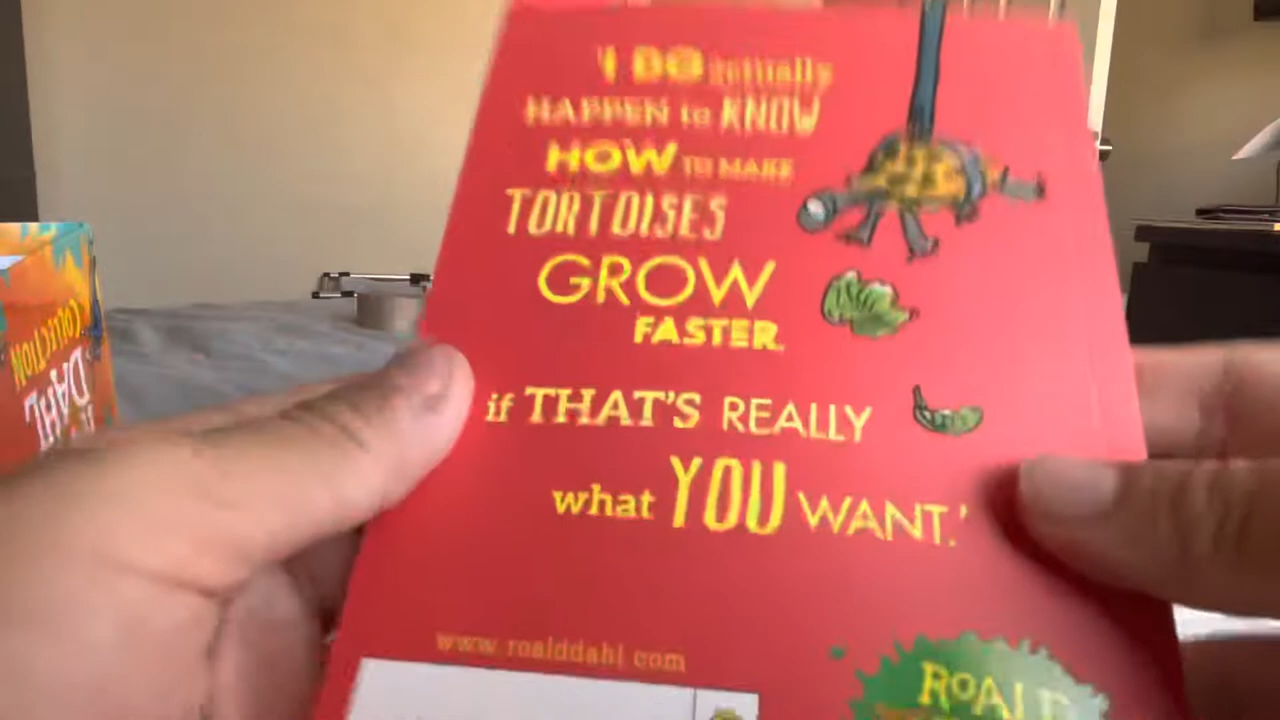 'I DO actually
HAPPEN to KNOW
HOW TO MAKE
TORTOISES
GROW
FASTER,
if THAT'S REALLY
what YOU WANT.'
www.roalddahl.com
ROALD
COLLECTION
DAHL